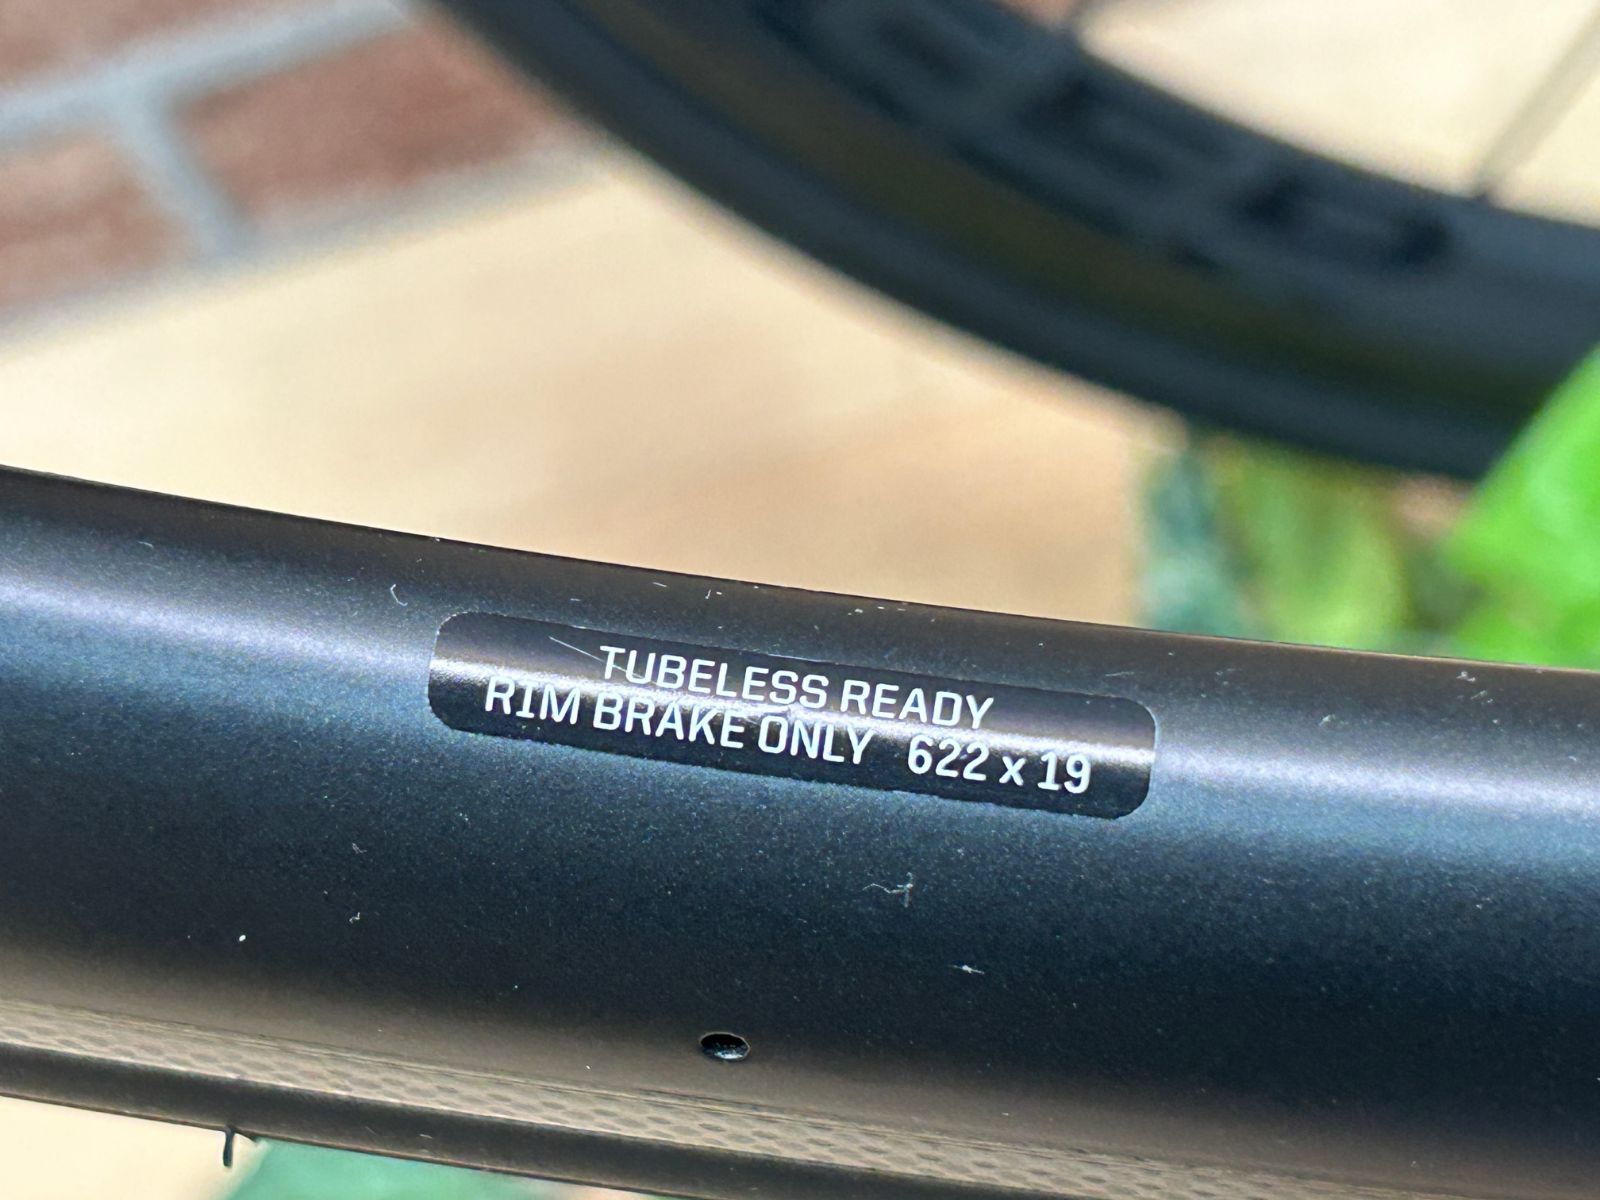 TUBELESS READY
RIM BRAKE ONLY 622 x 19